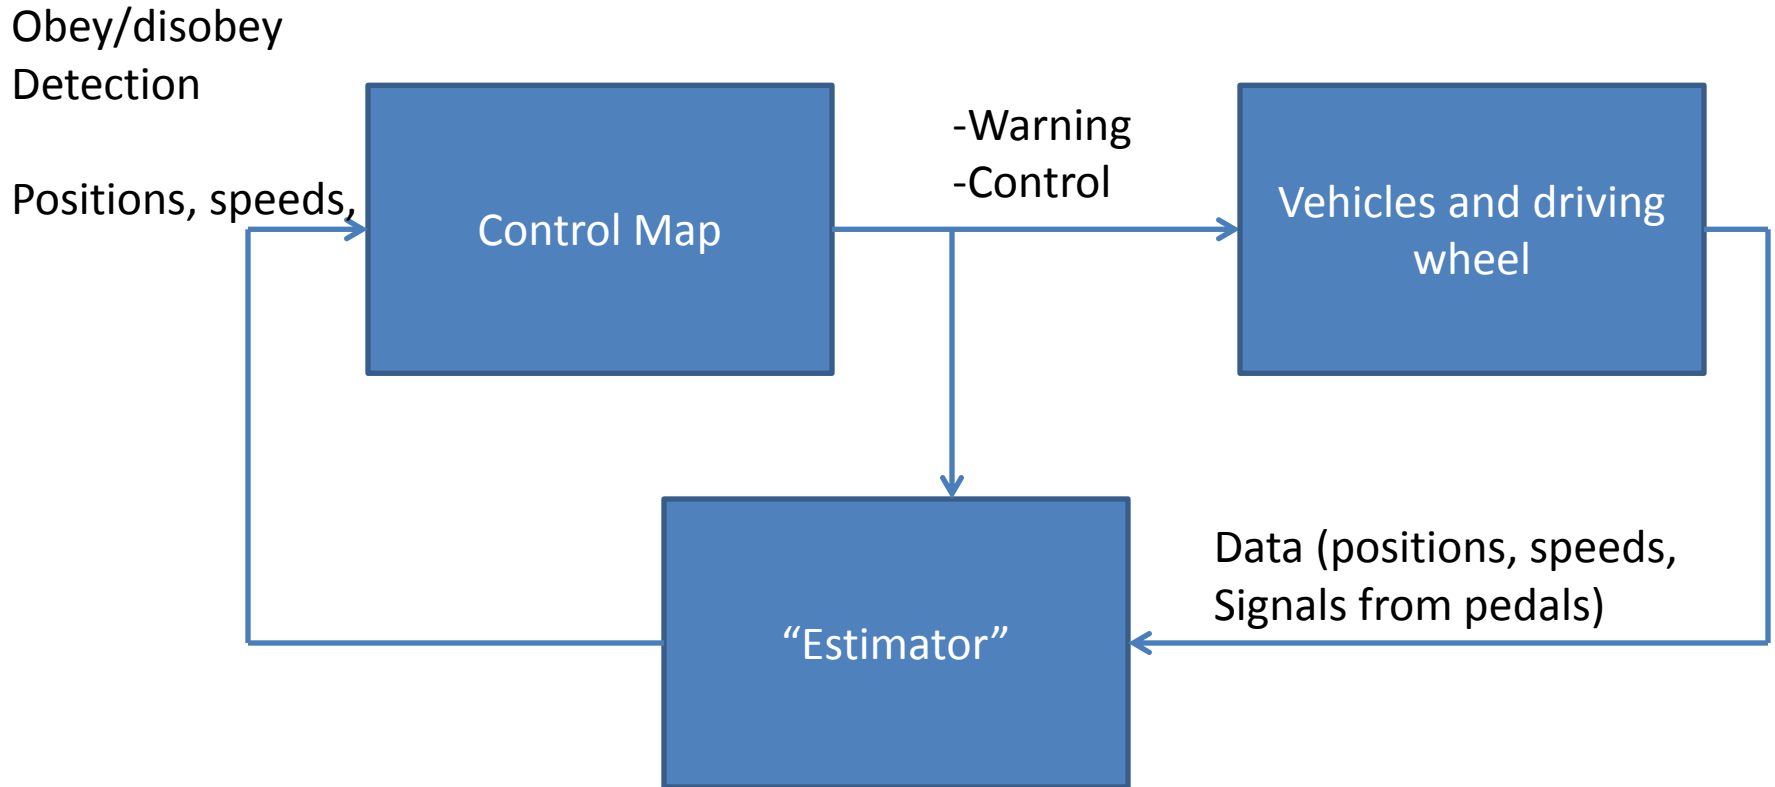 Obey/disobey
Detection
Positions, speeds,
Control Map
-Warning
-Control
Vehicles and driving
wheel
“Estimator”
Data (positions, speeds,
Signals from pedals)